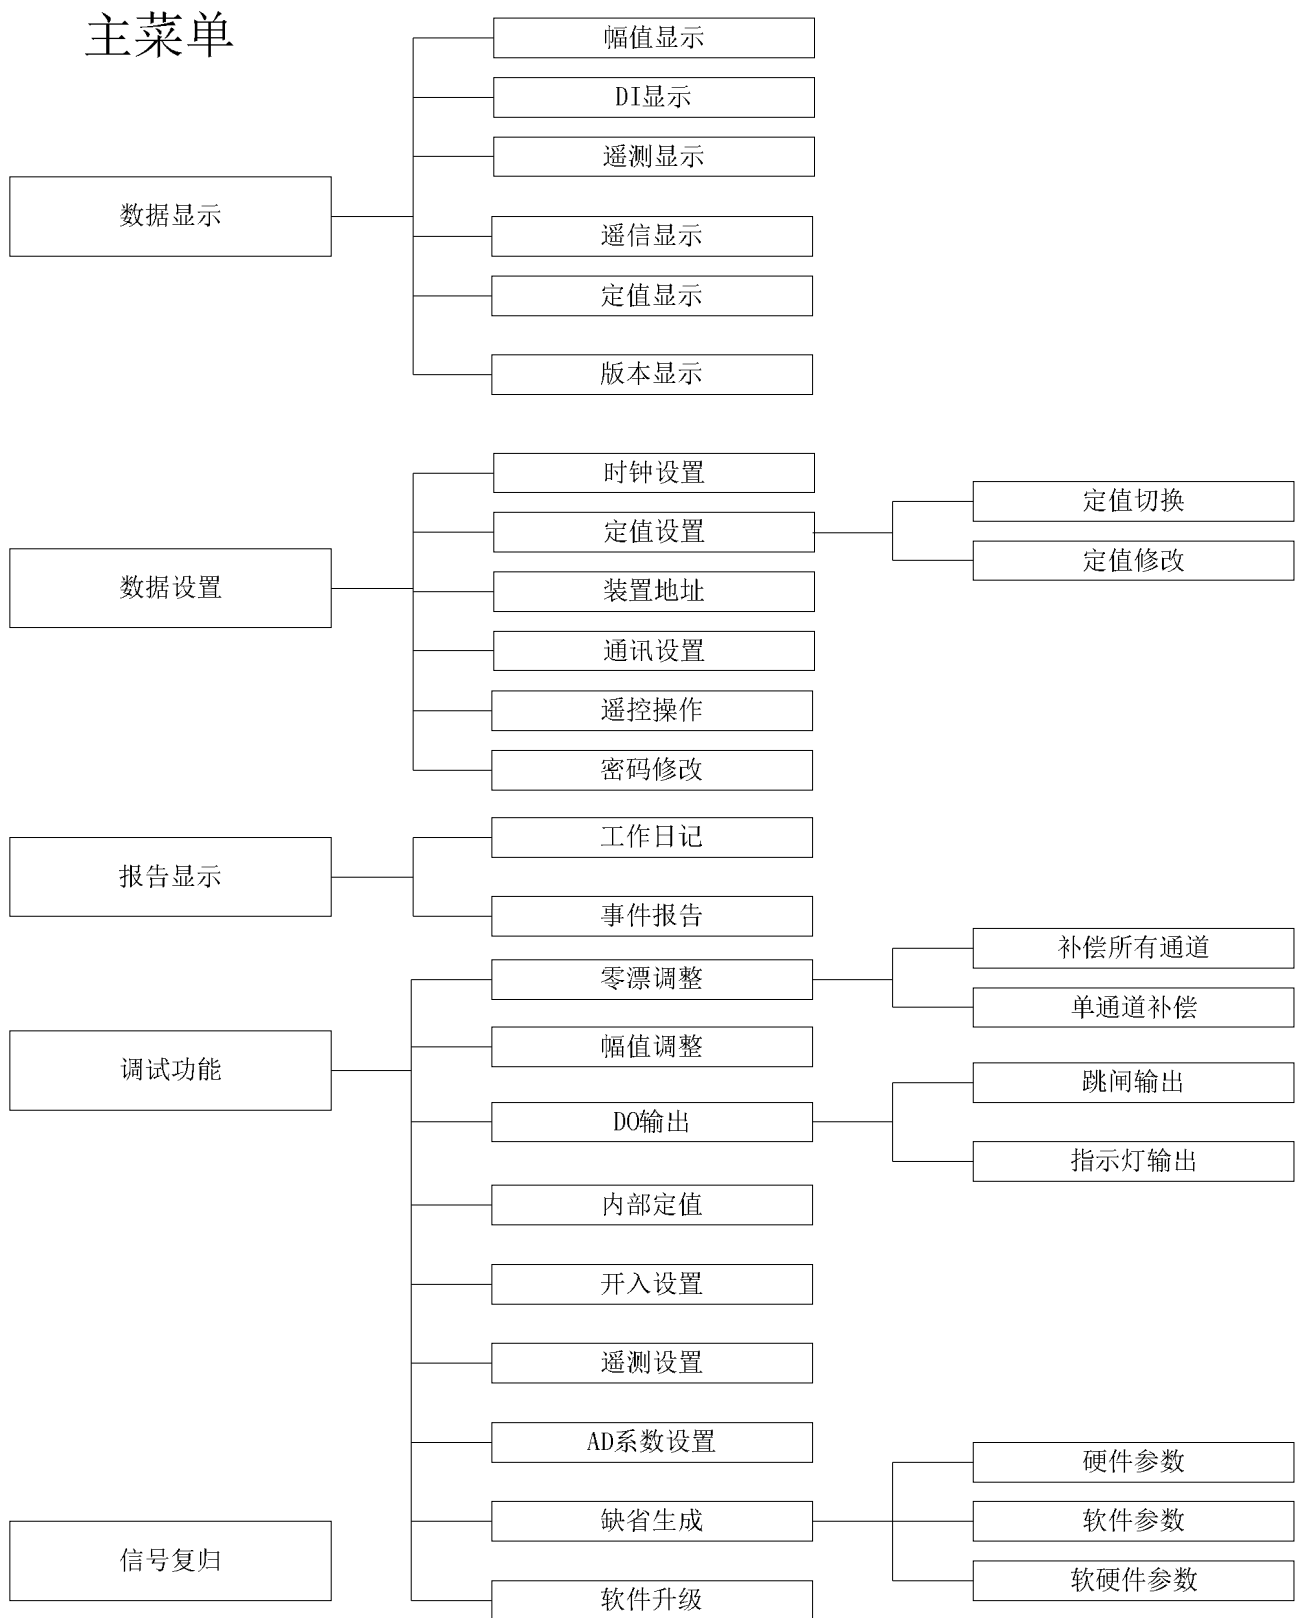 主菜单
数据显示
幅值显示
DI显示
遥测显示
遥信显示
定值显示
版本显示
数据设置
时钟设置
定值设置
定值切换
定值修改
装置地址
通讯设置
遥控操作
密码修改
报告显示
工作日记
事件报告
调试功能
零漂调整
补偿所有通道
单通道补偿
幅值调整
DO输出
跳闸输出
指示灯输出
内部定值
开入设置
遥测设置
AD系数设置
缺省生成
硬件参数
软件参数
软硬件参数
软件升级
信号复归